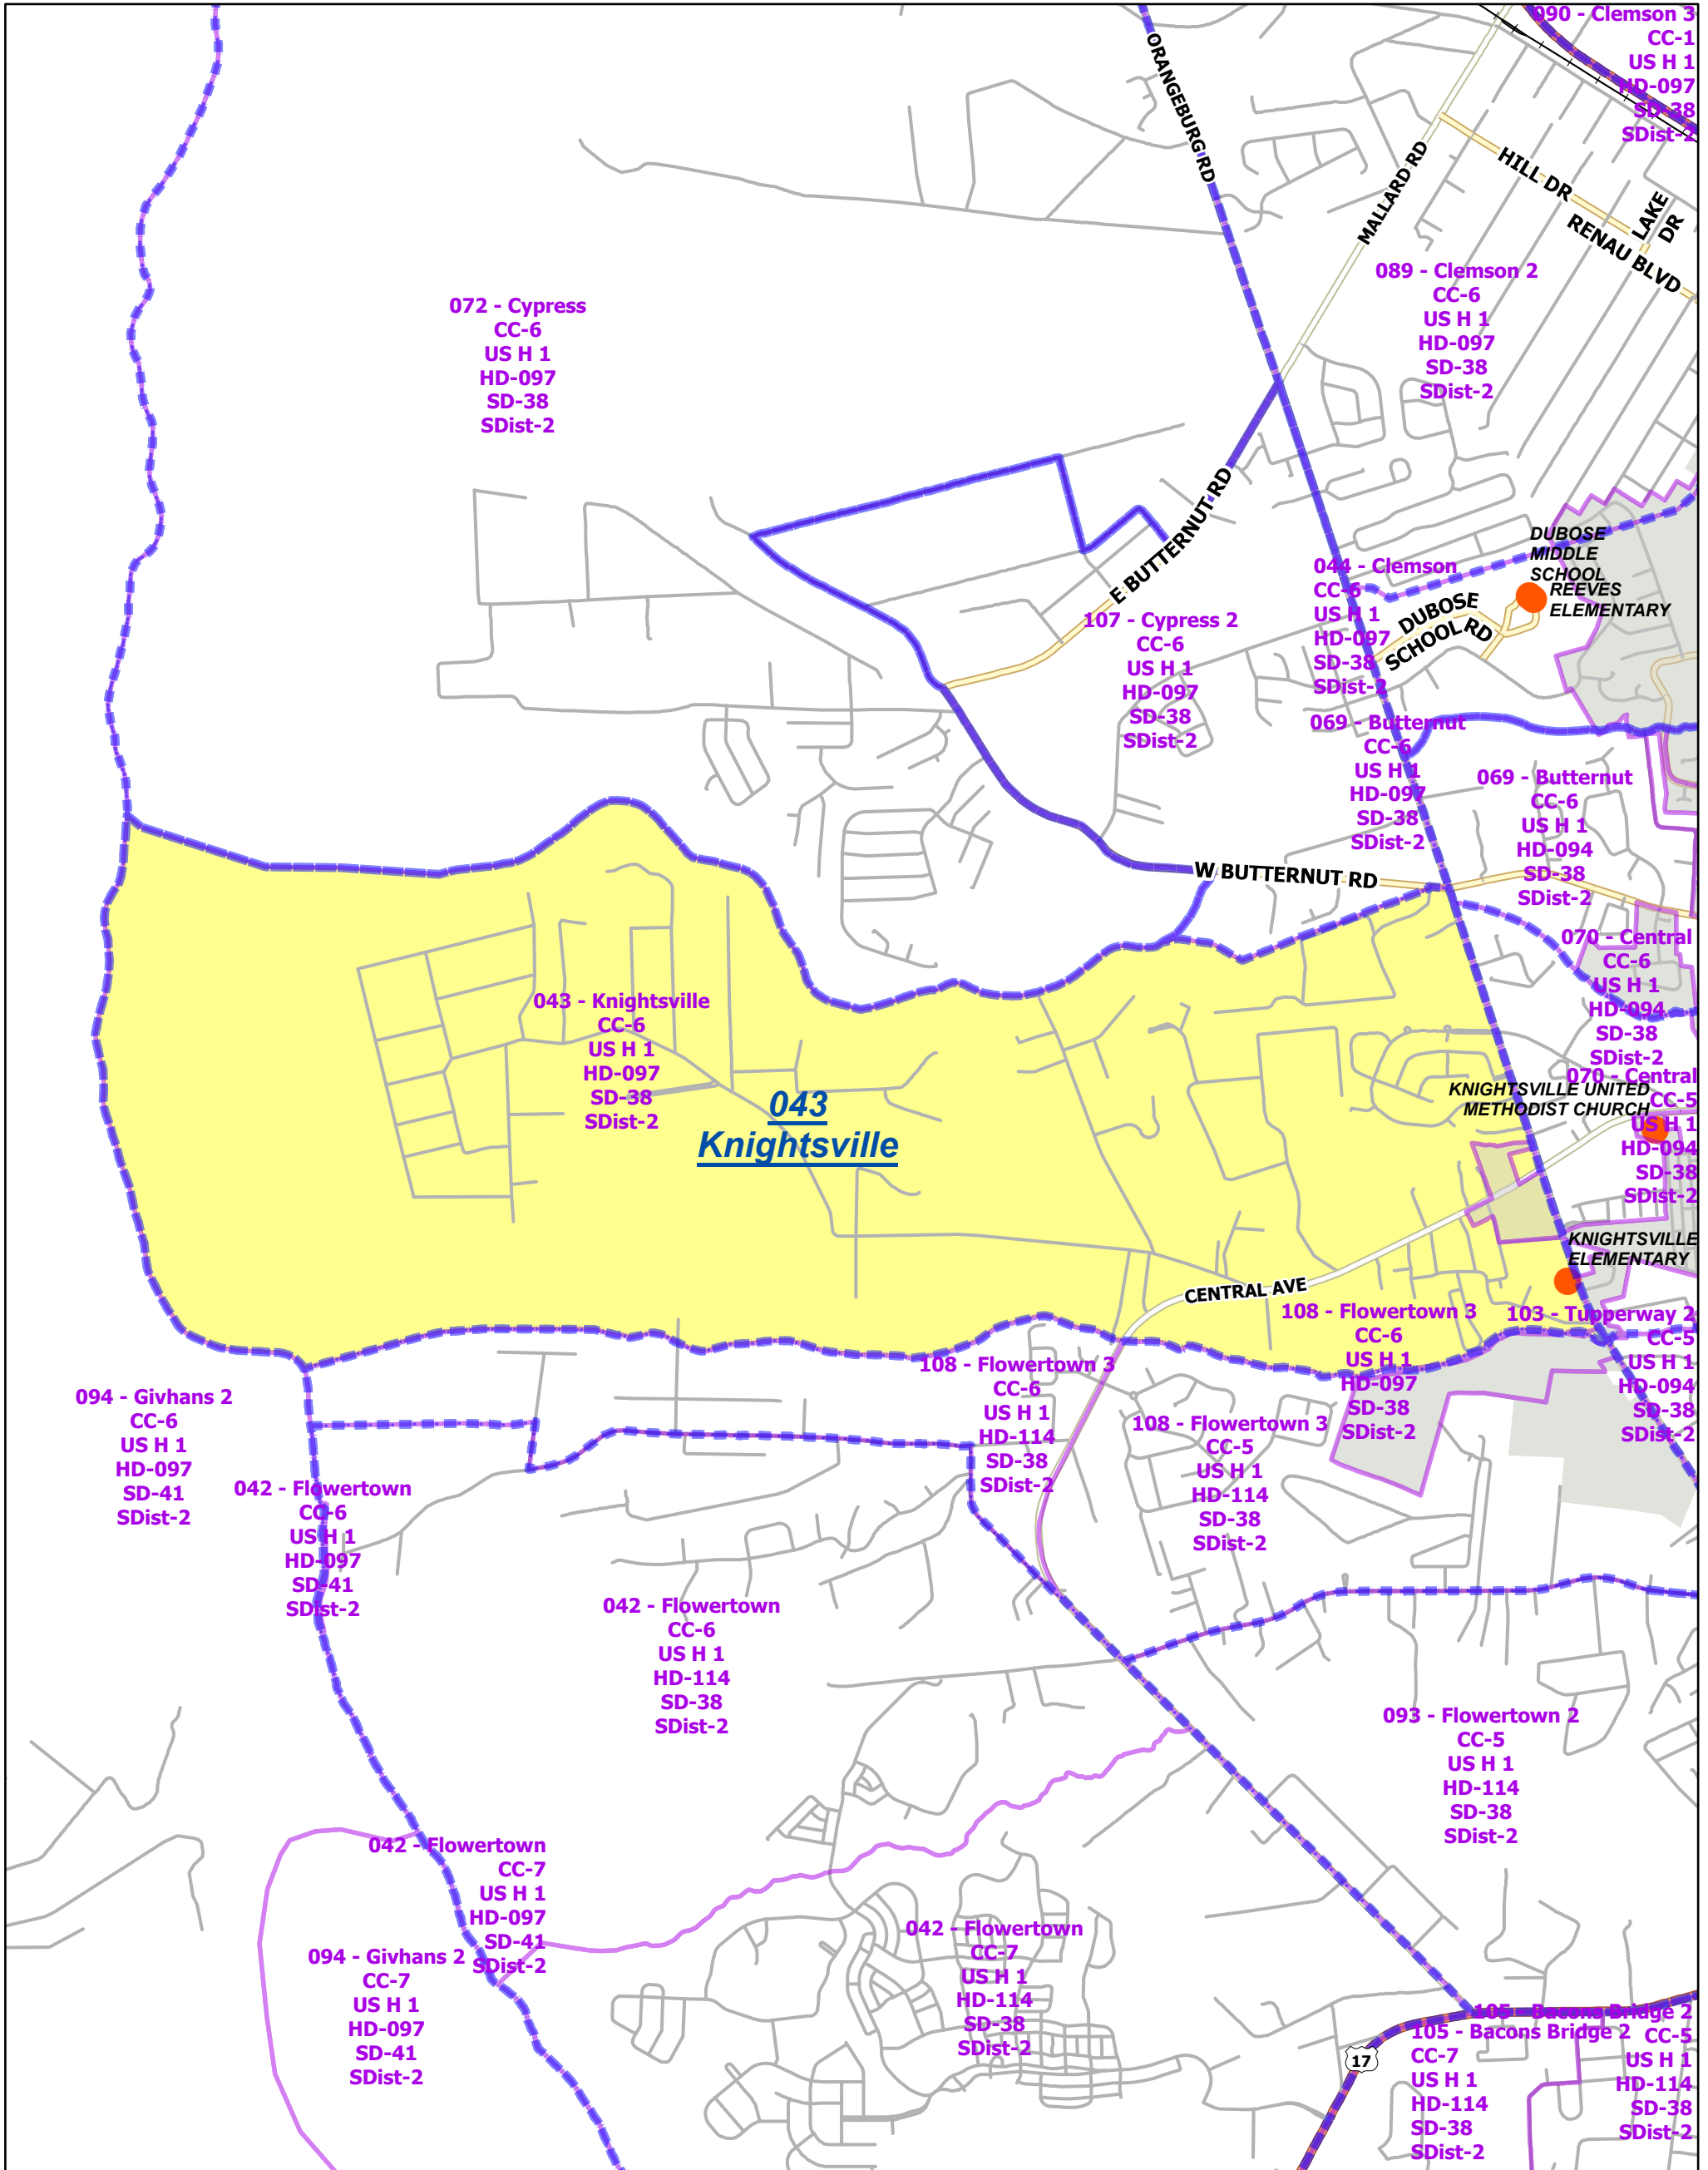 090 - Clemson 3
CC-1
US H 1
HD-097
SD-38
SDist-2
ORANGEBURG RD
MALLARD RD
HILL DR
LAKE
DR
RENAU BLVD
089 - Clemson 2
CC-6
US H 1
HD-097
SD-38
SDist-2
072 - Cypress
CC-6
US H 1
HD-097
SD-38
SDist-2
E BUTTERNUT RD
DUBOSE
MIDDLE
SCHOOL
REEVES
ELEMENTARY
044 - Clemson
CC-6
US H 1
HD-097
SD-38
SDist-2
DUBOSE
SCHOOL RD
107 - Cypress 2
CC-6
US H 1
HD-097
SD-38
SDist-2
069 - Butternut
CC-6
US H 1
HD-097
SD-38
SDist-2
069 - Butternut
CC-6
US H 1
HD-094
SD-38
SDist-2
W BUTTERNUT RD
070 - Central
CC-6
US H 1
HD-094
SD-38
SDist-2
043 - Knightsville
CC-6
US H 1
HD-097
SD-38
SDist-2
043
Knightsville
KNIGHTSVILLE UNITED
METHODIST CHURCH
070 - Central
CC-5
US H 1
HD-094
SD-38
SDist-2
KNIGHTSVILLE
ELEMENTARY
CENTRAL AVE
108 - Flowertown 3
CC-6
US H 1
HD-097
SD-38
SDist-2
103 - Tupperway 2
CC-5
US H 1
HD-094
SD-38
SDist-2
108 - Flowertown 3
CC-6
US H 1
HD-114
SD-38
SDist-2
094 - Givhans 2
CC-6
US H 1
HD-097
SD-41
SDist-2
108 - Flowertown 3
CC-5
US H 1
HD-114
SD-38
SDist-2
042 - Flowertown
CC-6
US H 1
HD-097
SD-41
SDist-2
042 - Flowertown
CC-6
US H 1
HD-114
SD-38
SDist-2
093 - Flowertown 2
CC-5
US H 1
HD-114
SD-38
SDist-2
042 - Flowertown
CC-7
US H 1
HD-097
SD-41
SDist-2
094 - Givhans 2
CC-7
US H 1
HD-097
SD-41
SDist-2
042 - Flowertown
CC-7
US H 1
HD-114
SD-38
SDist-2
105 - Bacons Bridge 2
CC-5
US H 1
HD-114
SD-38
SDist-2
105 - Bacons Bridge 2
CC-7
US H 1
HD-114
SD-38
SDist-2
17